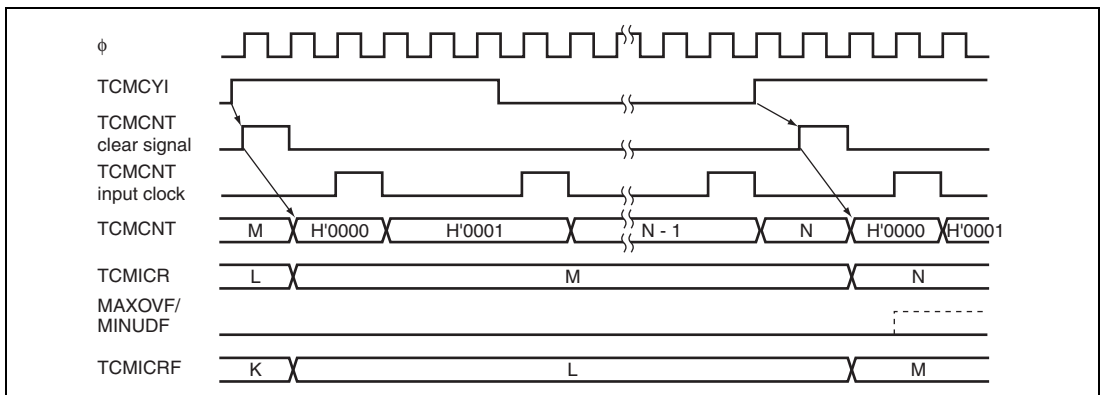 φ
TCMCYI
TCMCNT
clear signal
TCMCNT
input clock
TCMCNT M H'0000 H'0001 N - 1 N H'0000 H'0001
TCMICR L M N
MAXOVF/
MINUDF
TCMICRF K L M